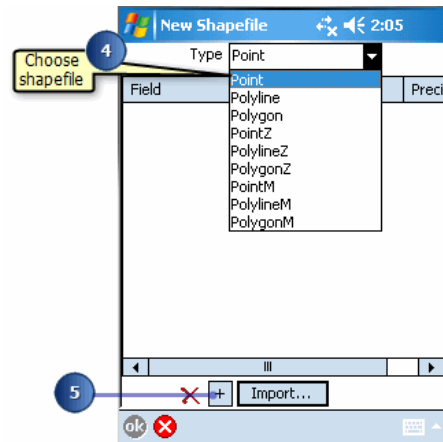 New Shapefile 2:05
4
Choose
shapefile
Type Point
Point
Field Preci
Polyline
Polygon
PointZ
PolylineZ
PolygonZ
PointM
PolylineM
PolygonM
5
+ Import...
ok